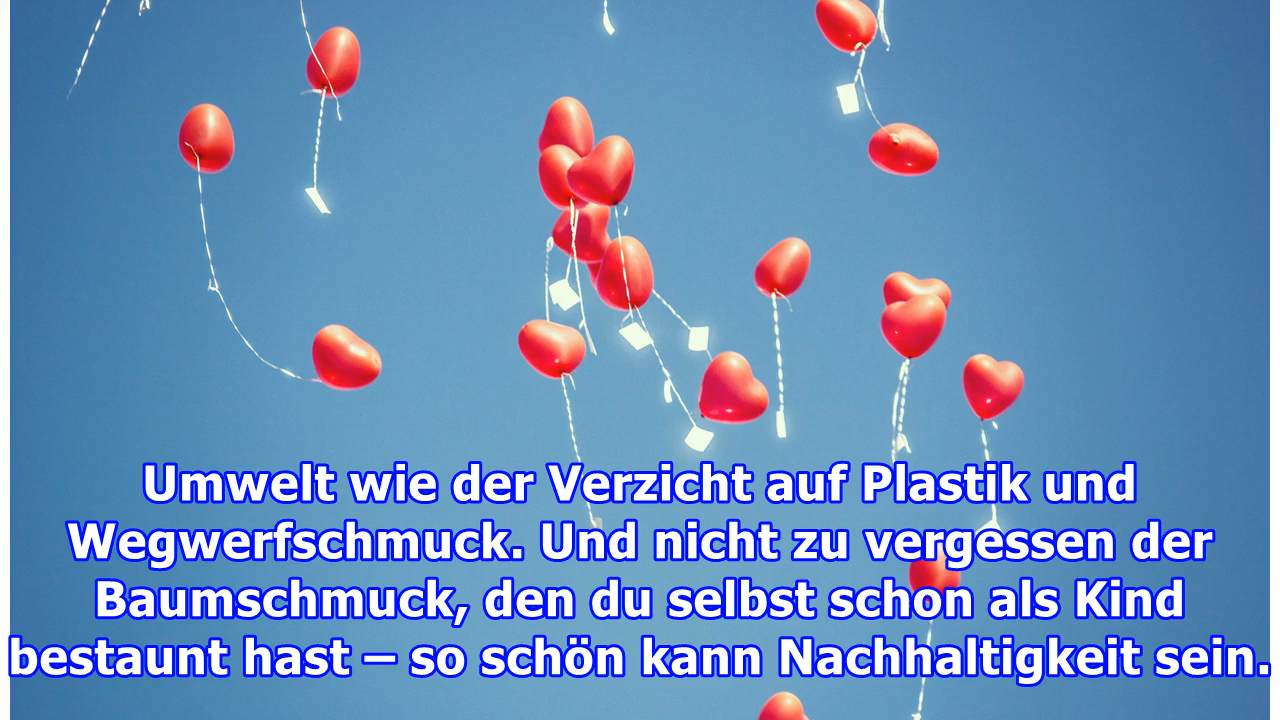 Umwelt wie der Verzicht auf Plastik und
Wegwerfschmuck. Und nicht zu vergessen der
Baumschmuck, den du selbst schon als Kind
bestaunt hast – so schön kann Nachhaltigkeit sein.